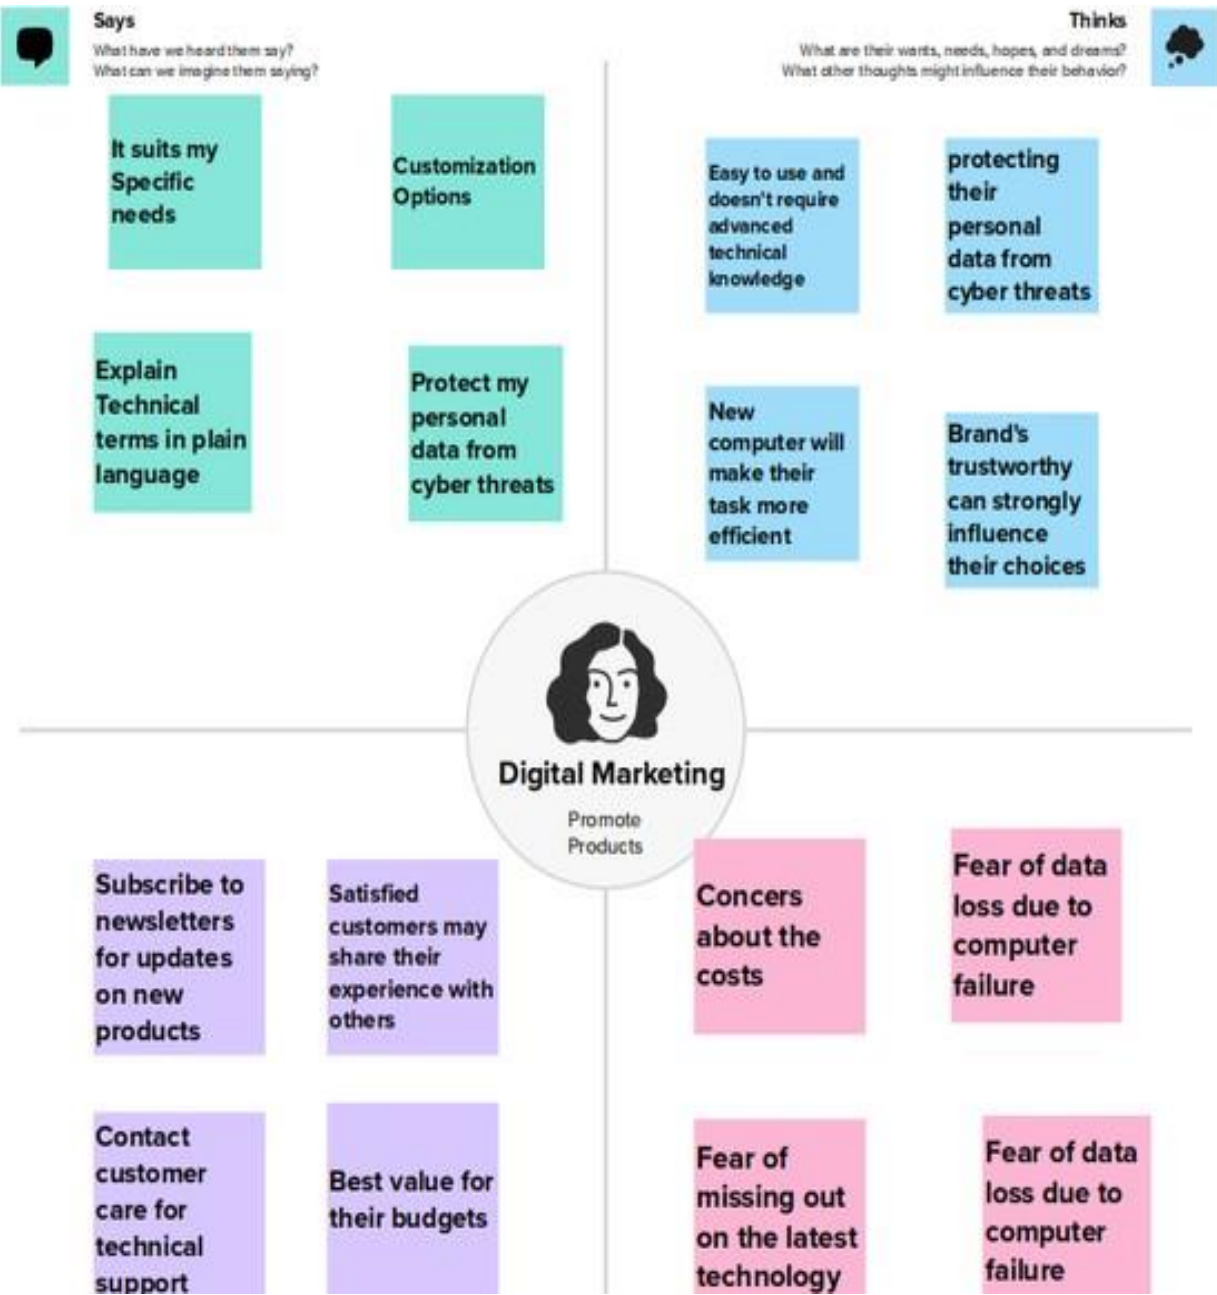 Says
What have we heard them say?
What can we imagine them saying?
Thinks
What are their wants, needs, hopes, and dreams?
What other thoughts might influence their behavior?
It suits my
Specific
needs
Customization
Options
Easy to use and
doesn't require
advanced
technical
knowledge
protecting
their
personal
data from
cyber threats
Explain
Technical
terms in plain
language
Protect my
personal
data from
cyber threats
New
computer will
make their
task more
efficient
Brand's
trustworthy
can strongly
influence
their choices
Digital Marketing
Promote
Products
Subscribe to
newsletters
for updates
on new
products
Satisfied
customers may
share their
experience with
others
Concers
about the
costs
Fear of data
loss due to
computer
failure
Contact
customer
care for
technical
support
Best value for
their budgets
Fear of
missing out
on the latest
technology
Fear of data
loss due to
computer
failure